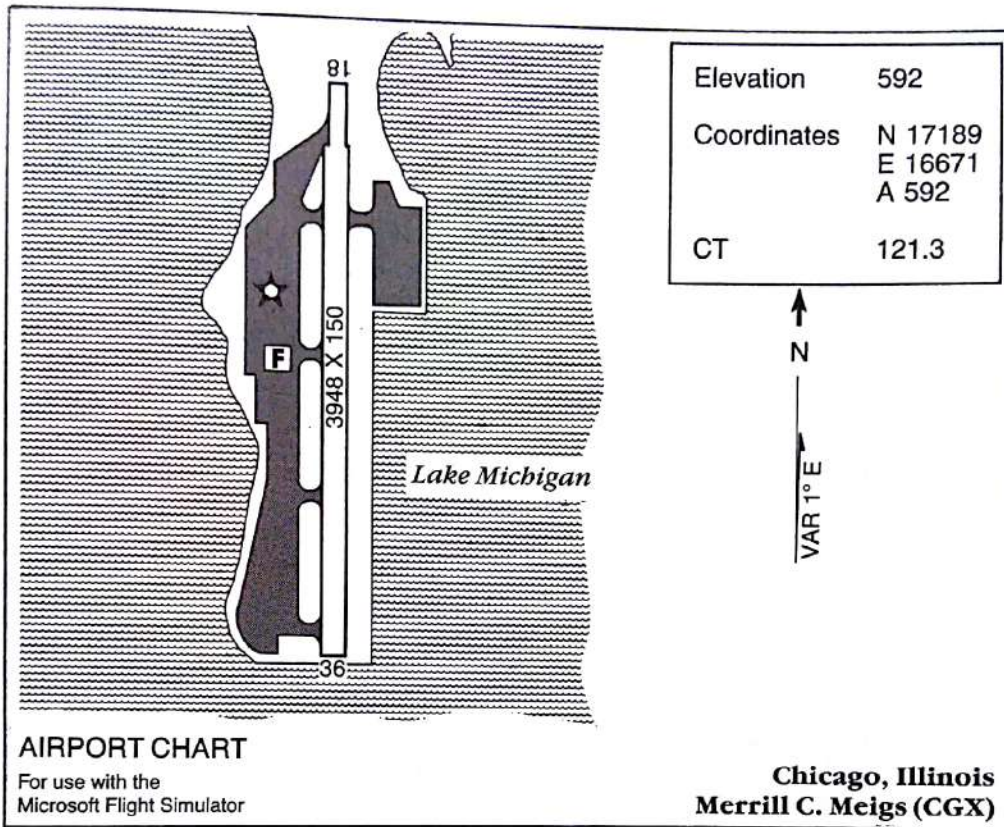 18
Elevation 592
Coordinates N 17189
E 16671
A 592
CT 121.3
N
VAR 1° E
F
3948 X 150
Lake Michigan
36
AIRPORT CHART
For use with the
Microsoft Flight Simulator
Chicago, Illinois
Merrill C. Meigs (CGX)